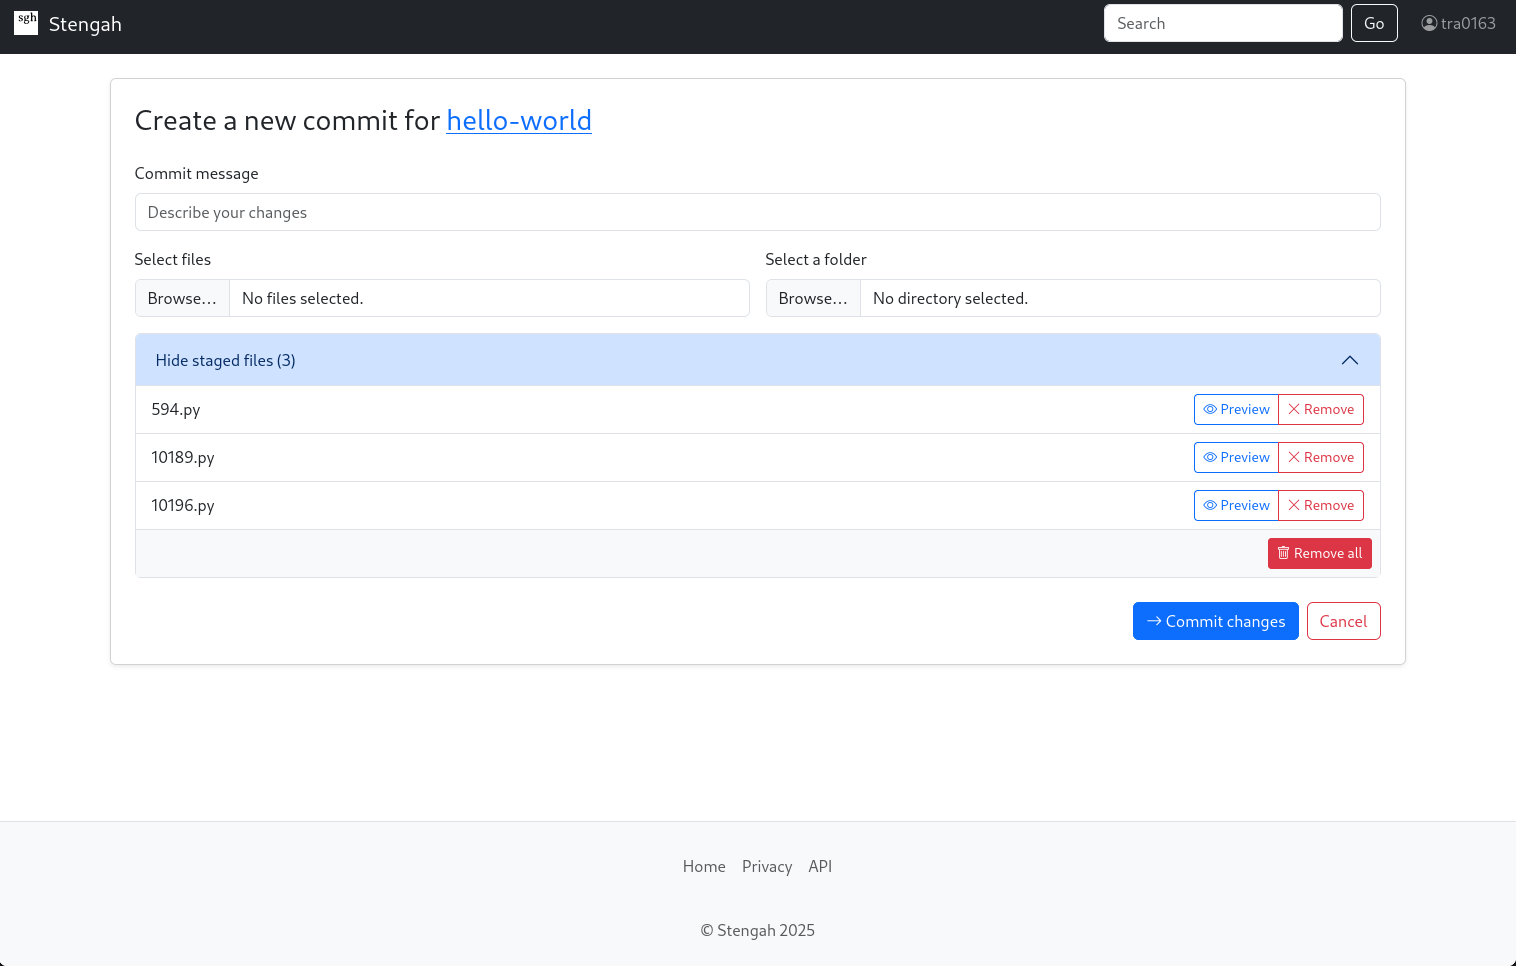 sgh Stengah Search Go tra0163
Create a new commit for hello-world
Commit message
Describe your changes
Select files Select a folder
Browse... No files selected. Browse... No directory selected.
Hide staged files (3)
594.py Preview Remove
10189.py Preview Remove
10196.py Preview Remove
Remove all
Commit changes Cancel
Home Privacy API
© Stengah 2025